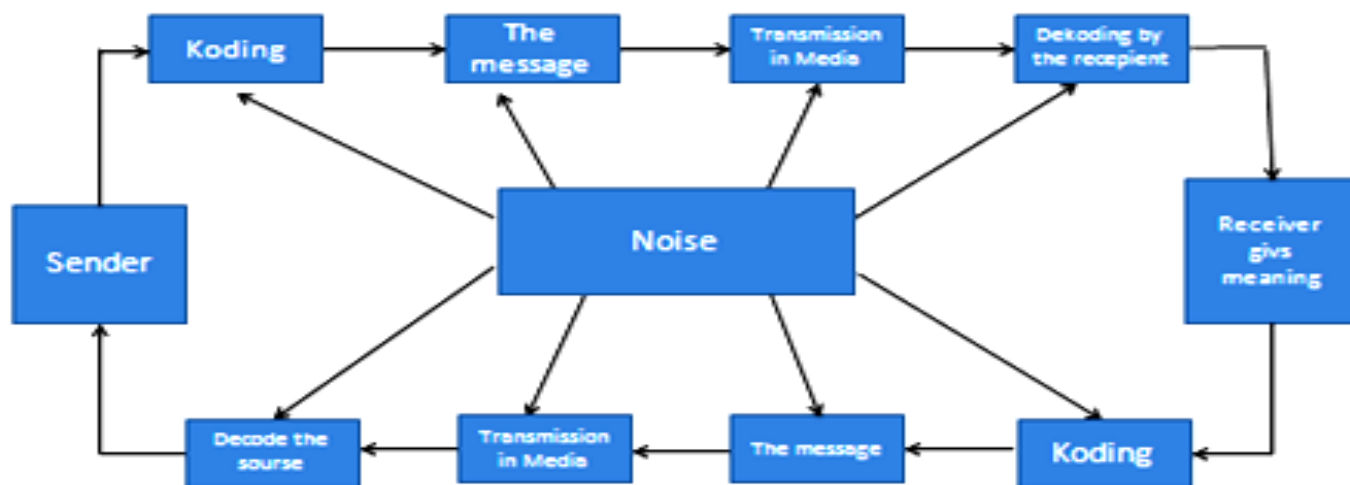 Koding
The
message
Transmission
in Media
Dekoding by
the recepient
Sender
Noise
Receiver
givs
meaning
Decode the
sourse
Transmission
in Media
The message
Koding